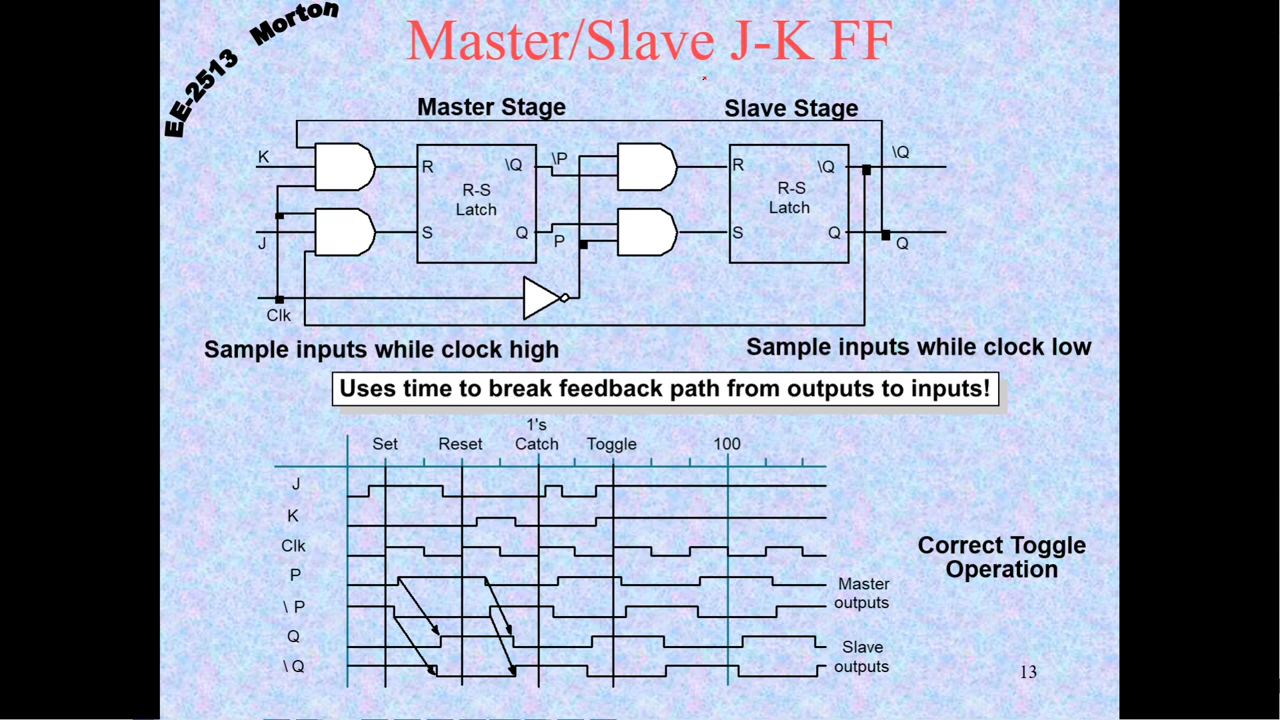 EE-2513 Morton
Master/Slave J-K FF
Master Stage
Slave Stage
K
R
\Q
\P
R
\Q
\Q
R-S
Latch
R-S
Latch
J
S
Q
P
S
Q
Q
Clk
Sample inputs while clock high
Sample inputs while clock low
Uses time to break feedback path from outputs to inputs!
Set
Reset
1's
Catch
Toggle
100
J
K
Clk
P
\ P
Q
\ Q
Master
outputs
Slave
outputs
Correct Toggle
Operation
13